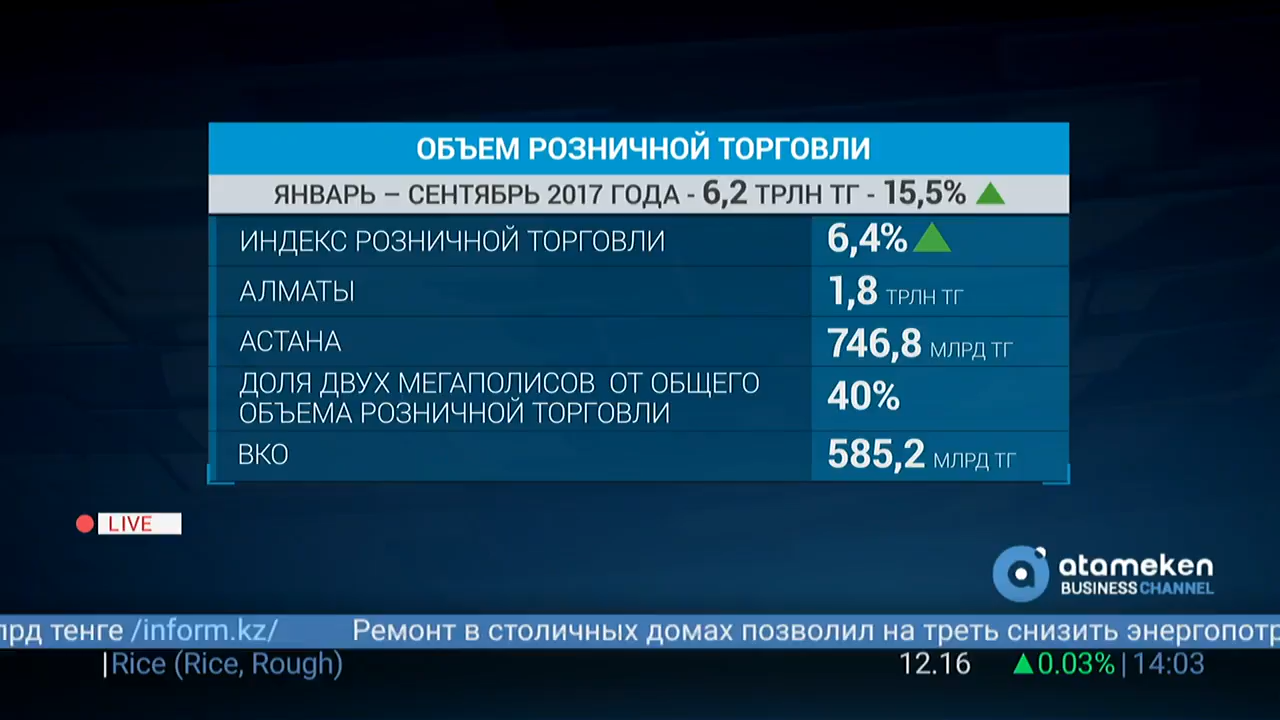 ОБЪЕМ РОЗНИЧНОЙ ТОРГОВЛИ
ЯНВАРЬ – СЕНТЯБРЬ 2017 ГОДА - 6,2 ТРЛН ТГ - 15,5%
ИНДЕКС РОЗНИЧНОЙ ТОРГОВЛИ 6,4%
АЛМАТЫ 1,8 ТРЛН ТГ
АСТАНА 746,8 МЛРД ТГ
ДОЛЯ ДВУХ МЕГАПОЛИСОВ ОТ ОБЩЕГО
ОБЪЕМА РОЗНИЧНОЙ ТОРГОВЛИ 40%
ВКО 585,2 МЛРД ТГ
LIVE
atameken
BUSINESS CHANNEL
тенге /inform.kz/ Ремонт в столичных домах позволил на треть снизить
Rice (Rice, Rough) 12.16 ▲0.03% | 14:03